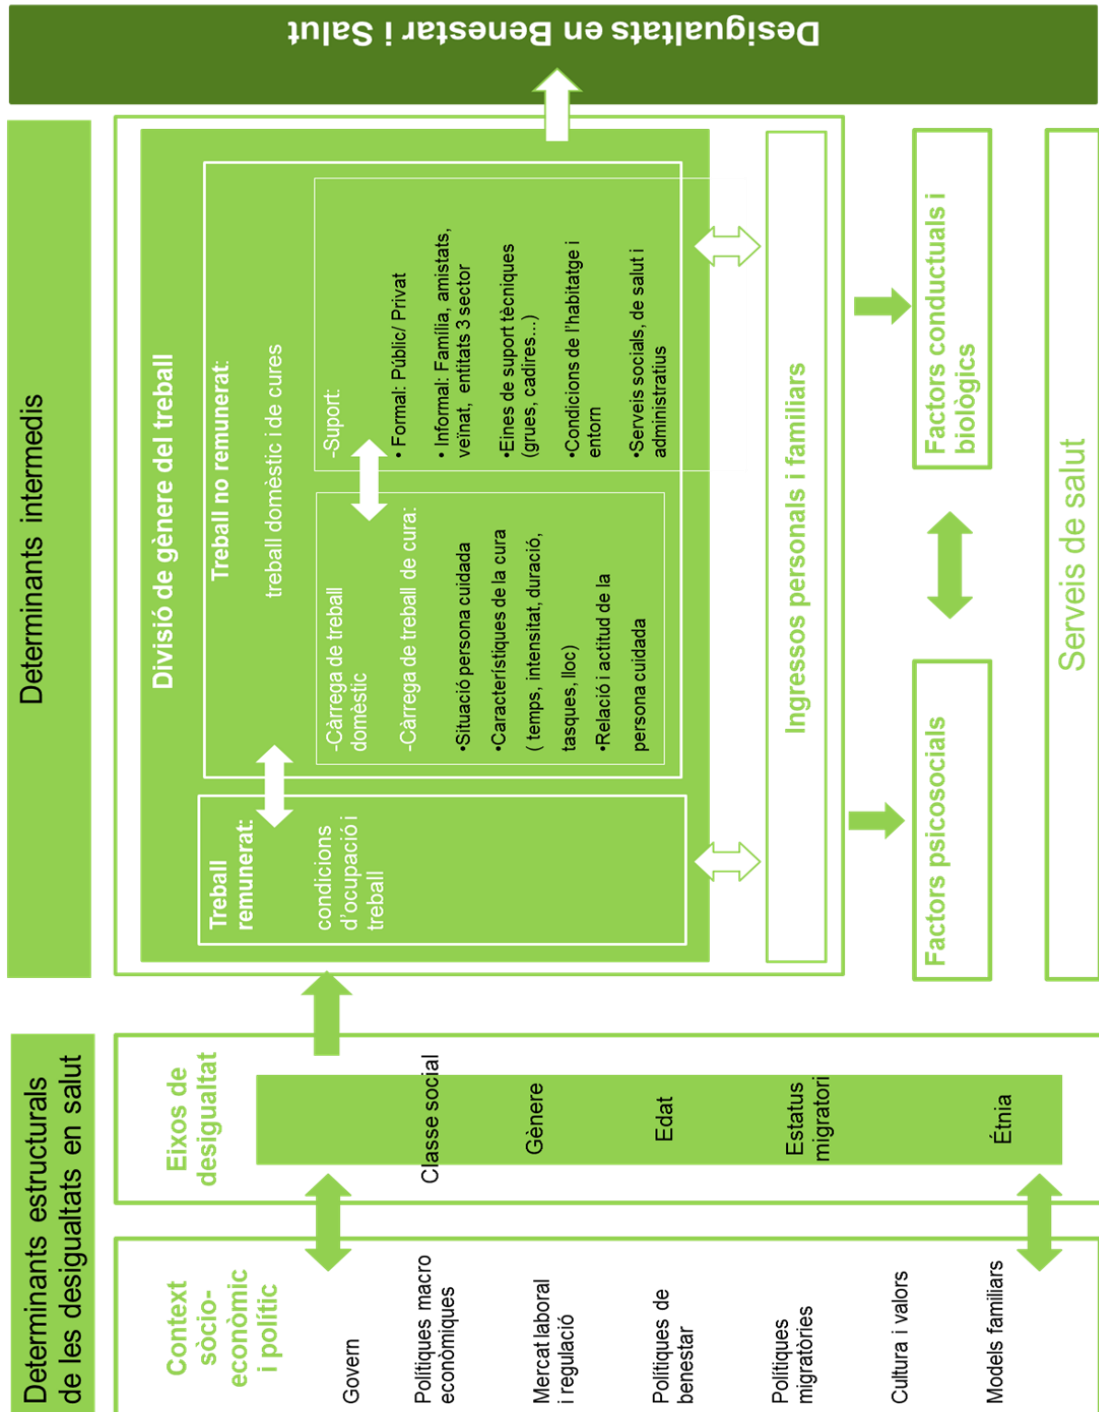 Determinants estructurals
de les desigualtats en salut
Context
sòcio-
econòmic
i polític
Govern
Polítiques macro
econòmiques
Mercat laboral
i regulació
Polítiques de
benestar
Polítiques
migratòries
Cultura i valors
Models familiars
Eixos de
desigualtat
Classe social
Gènere
Edat
Estatus
migratori
Étnia
Determinants intermedis
Divisió de gènere del treball
Treball
remunerat:
condicions
d’ocupació i
treball
Treball no remunerat:
treball domèstic i de cures
-Càrrega de treball
domèstic
-Càrrega de treball de cura:
•Situació persona cuidada
•Característiques de la cura
( temps, intensitat, duració,
tasques, lloc)
•Relació i actitud de la
persona cuidada
-Suport:
• Formal: Públic/ Privat
• Informal: Família, amistats,
veïnat, entitats 3 sector
•Eines de suport tècniques
(grues, cadires...)
•Condicions de l’habitatge i
entorn
•Serveis socials, de salut i
administratius
Ingressos personals i familiars
Factors psicosocials
Factors conductuals i
biològics
Serveis de salut
Desigualtats en Benestar i Salut